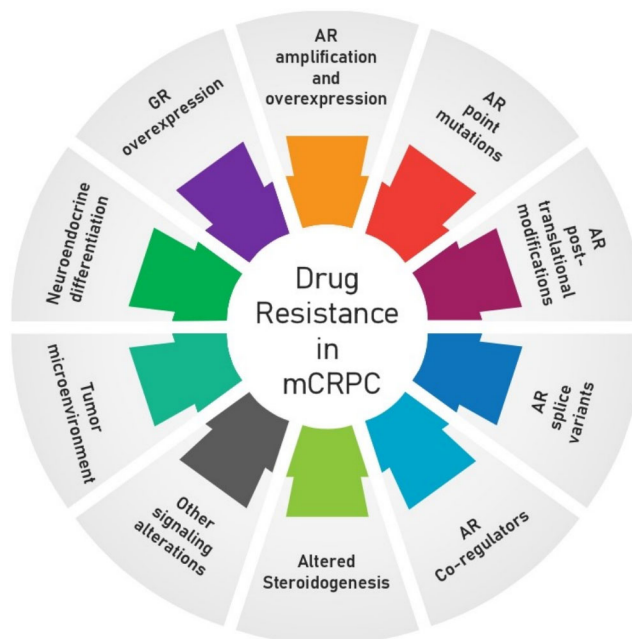 Drug
Resistance
in
mCRPC
AR
amplification
and
overexpression
AR
point
mutations
AR
post-
translational
modifications
AR
splice
variants
AR
Co-regulators
Altered
Steroidogenesis
Other
signaling
alterations
Tumor
microenvironment
Neuroendocrine
differentiation
GR
overexpression